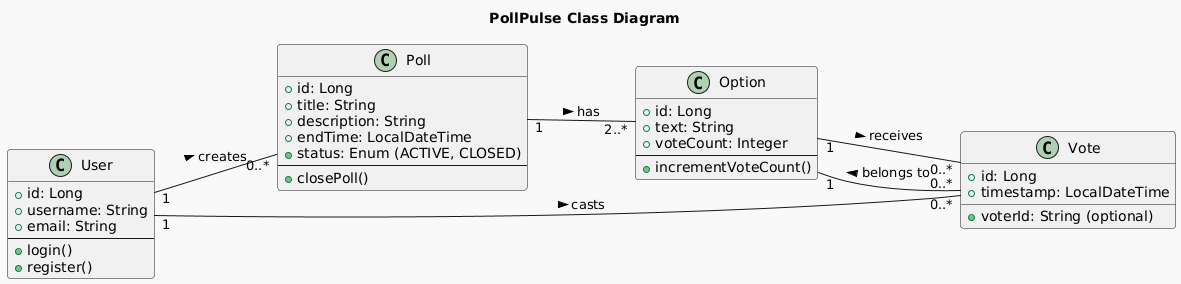 PollPulse Class Diagram
C User
id: Long
username: String
email: String
login()
register()
creates
1
0..*
C Poll
id: Long
title: String
description: String
endTime: LocalDateTime
status: Enum (ACTIVE, CLOSED)
closePoll()
has
1
2..*
C Option
id: Long
text: String
voteCount: Integer
incrementVoteCount()
receives
1
0..*
belongs to
1
0..*
casts
1
0..*
C Vote
id: Long
timestamp: LocalDateTime
voterId: String (optional)